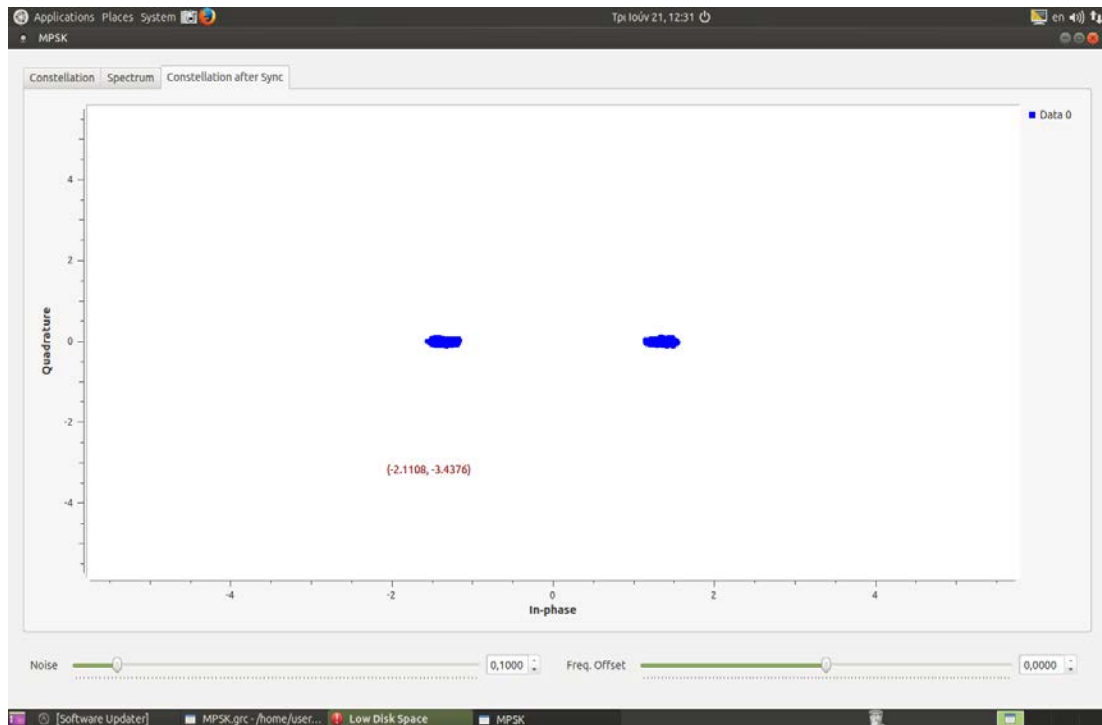 Applications Places System
Τρι Ιούν 21, 12:31
en
MPSK
Constellation Spectrum Constellation after Sync
Data 0
4
2
0
-2
-4
Quadrature
(-2.1108, -3.4376)
-4 -2 0 2 4
In-phase
Noise 0,1000 Freq. Offset 0,0000
[Software Updater] MPSK.grc - /home/user... Low Disk Space MPSK